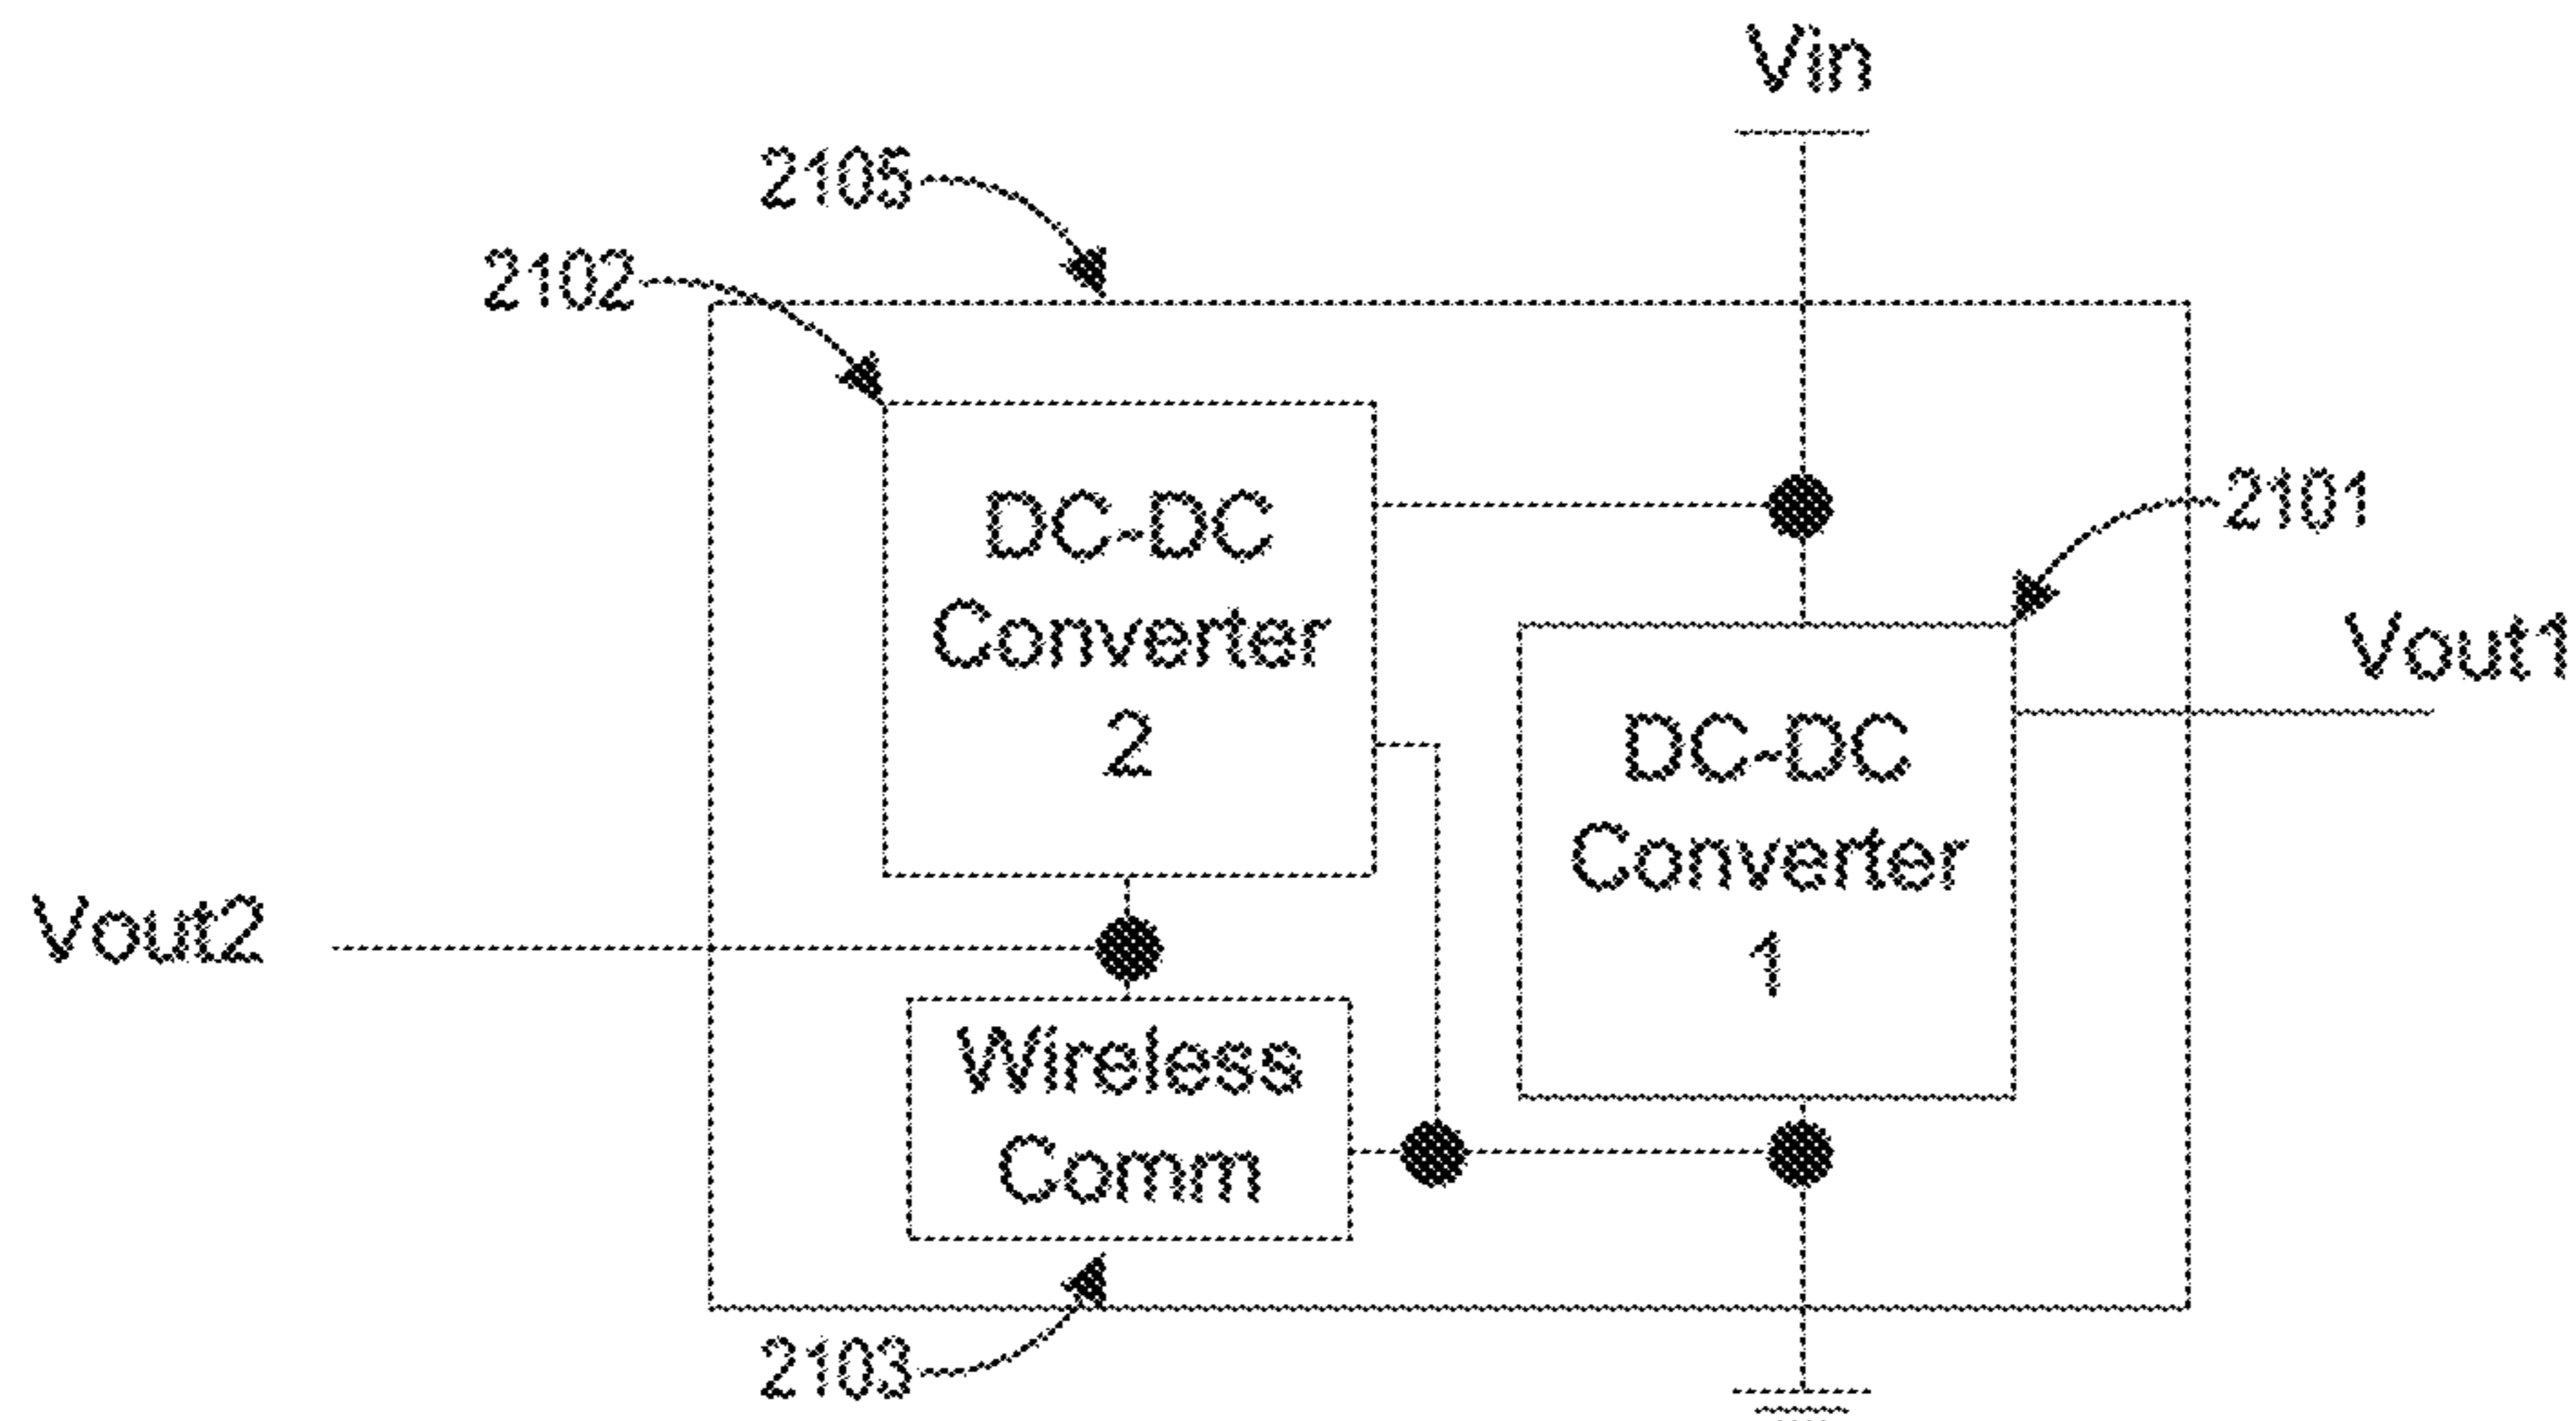 Vin
2105
2102
2101
DC-DC
Converter
2
Vout1
DC-DC
Converter
1
Vout2
Wireless
Comm
2103